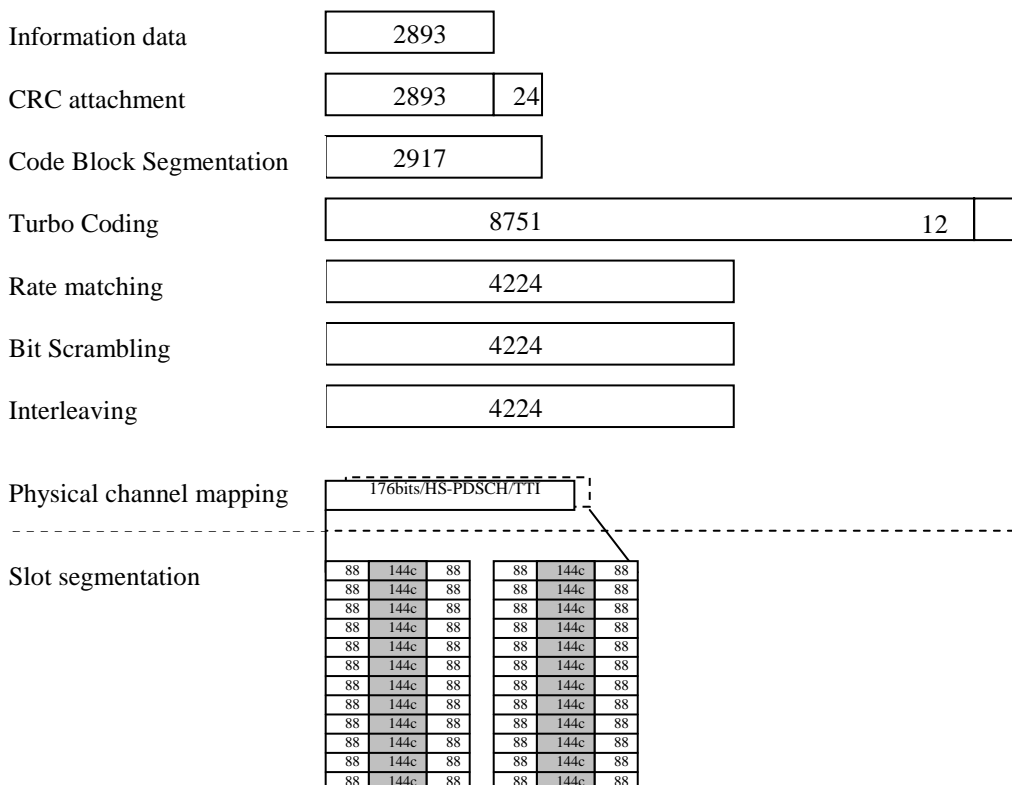 Information data 2893
CRC attachment 2893 24
Code Block Segmentation 2917
Turbo Coding 8751 12
Rate matching 4224
Bit Scrambling 4224
Interleaving 4224
Physical channel mapping 176bits/HS-PDSCH/TTI
Slot segmentation
88 144c 88 88 144c 88
88 144c 88 88 144c 88
88 144c 88 88 144c 88
88 144c 88 88 144c 88
88 144c 88 88 144c 88
88 144c 88 88 144c 88
88 144c 88 88 144c 88
88 144c 88 88 144c 88
88 144c 88 88 144c 88
88 144c 88 88 144c 88
88 144c 88 88 144c 88
88 144c 88 88 144c 88